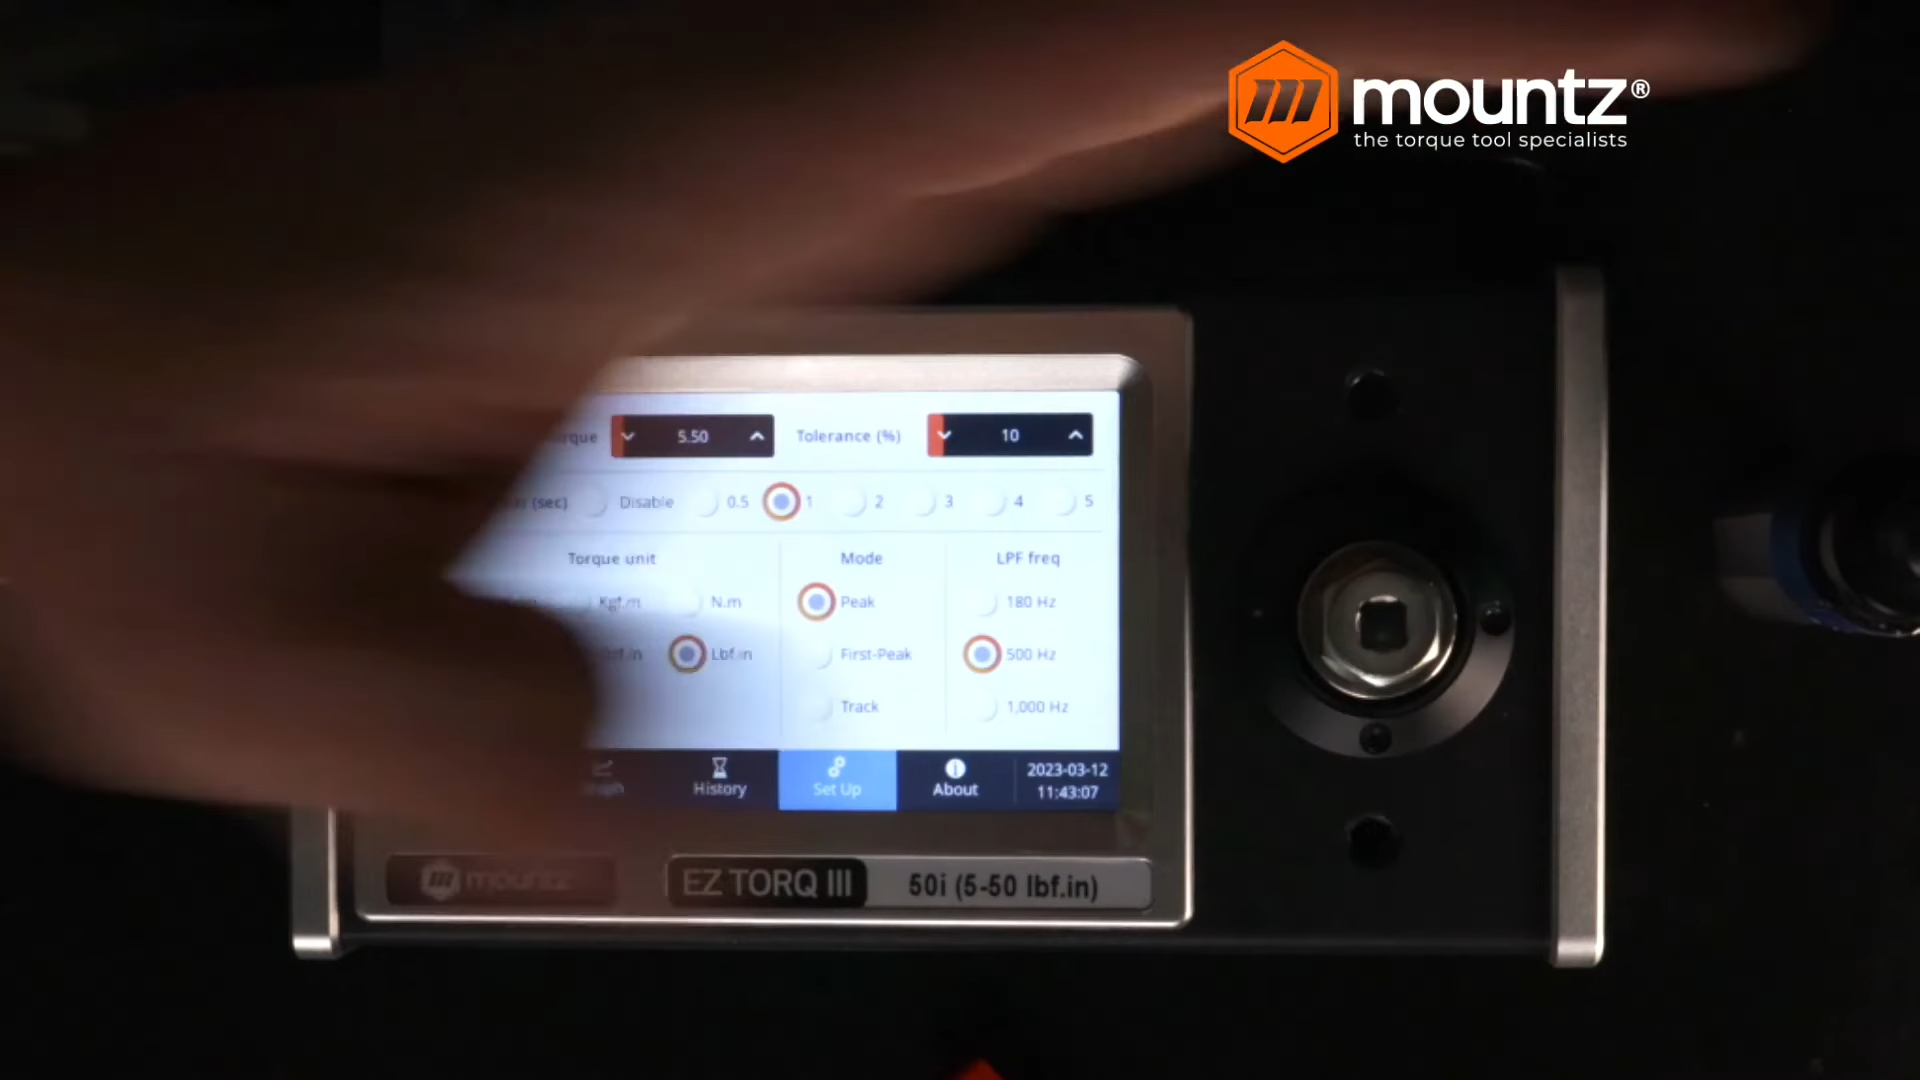 mountz®
the torque tool specialists
5.50 Tolerance (%) 10
(sec) Disable 0.5 1 2 3 4 5
Torque unit Mode LPF freq
Kgf.m N.m Peak 180 Hz
Lbf.in First-Peak 500 Hz
Track 1,000 Hz
History Set Up About 2023-03-12
11:43:07
mountz EZ TORQ III 50i (5-50 lbf.in)